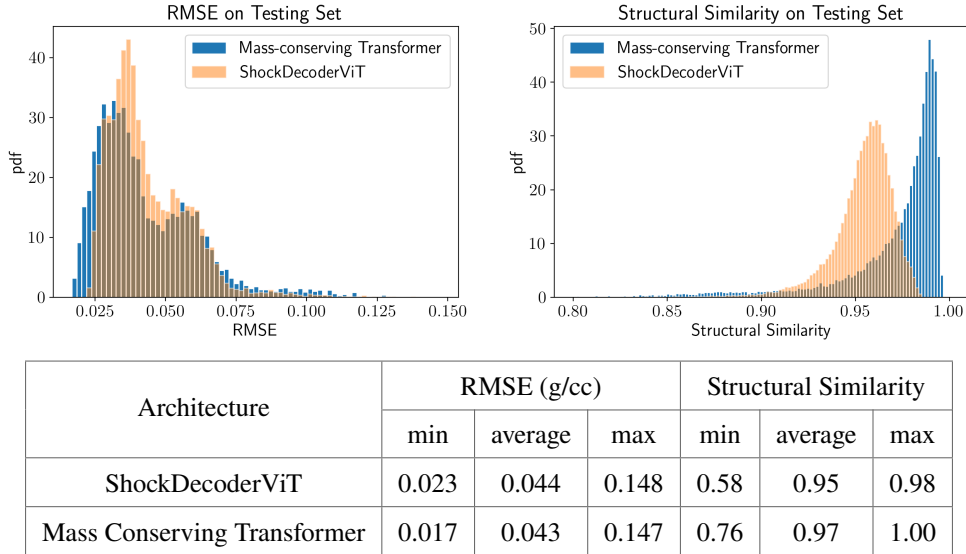 RMSE on Testing Set
Mass-conserving Transformer
ShockDecoderViT
pdf
40
30
20
10
0
0.025 0.050 0.075 0.100 0.125 0.150
RMSE
Structural Similarity on Testing Set
Mass-conserving Transformer
ShockDecoderViT
pdf
50
40
30
20
10
0
0.80 0.85 0.90 0.95 1.00
Structural Similarity
Architecture RMSE (g/cc) Structural Similarity
min average max min average max
ShockDecoderViT 0.023 0.044 0.148 0.58 0.95 0.98
Mass Conserving Transformer 0.017 0.043 0.147 0.76 0.97 1.00